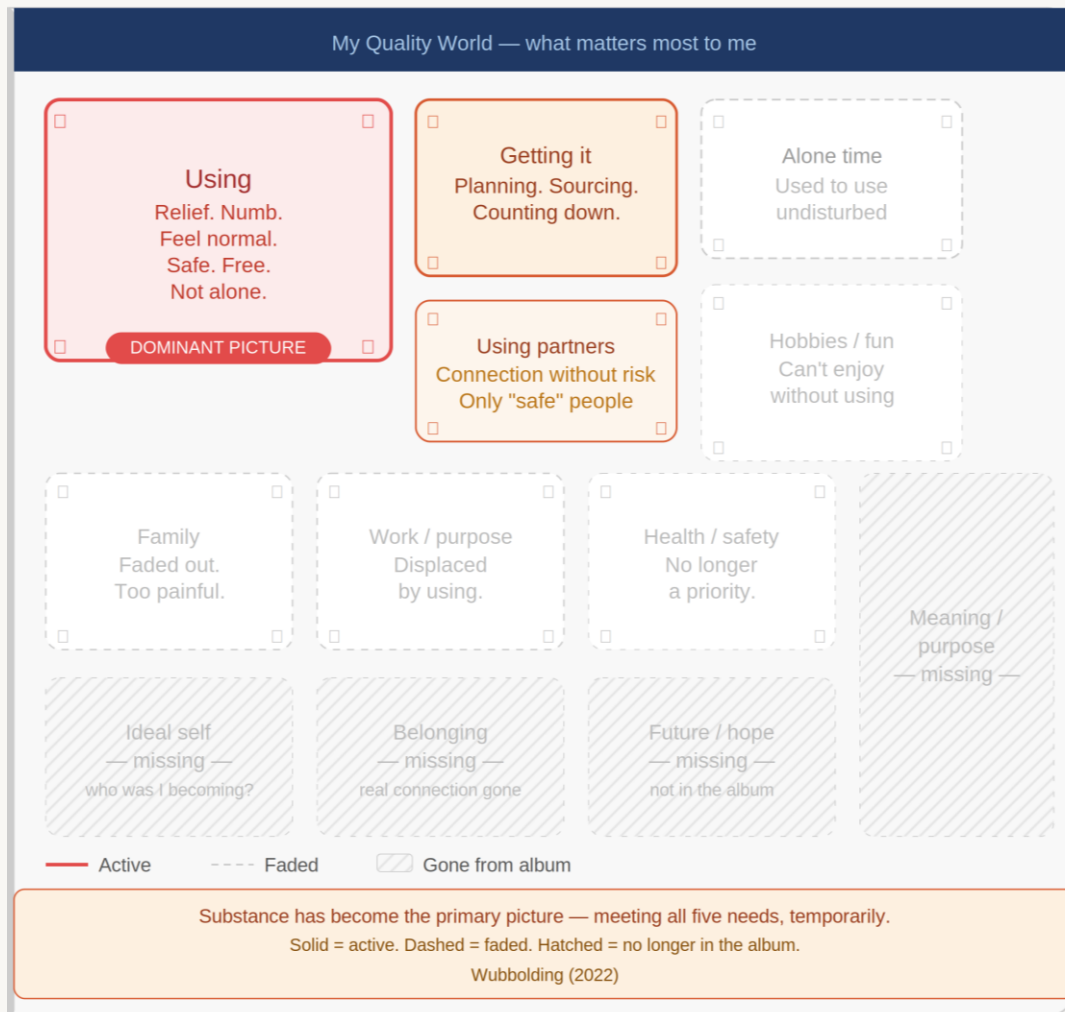 My Quality World — what matters most to me
Using
Relief. Numb.
Feel normal.
Safe. Free.
Not alone.
DOMINANT PICTURE
Getting it
Planning. Sourcing.
Counting down.
Using partners
Connection without risk
Only "safe" people
Alone time
Used to use
undisturbed
Hobbies / fun
Can't enjoy
without using
Family
Faded out.
Too painful.
Work / purpose
Displaced
by using.
Health / safety
No longer
a priority.
Meaning /
purpose
— missing —
Ideal self
— missing —
who was I becoming?
Belonging
— missing —
real connection gone
Future / hope
— missing —
not in the album
Active
Faded
Gone from album
Substance has become the primary picture — meeting all five needs, temporarily.
Solid = active. Dashed = faded. Hatched = no longer in the album.
Wubbolding (2022)